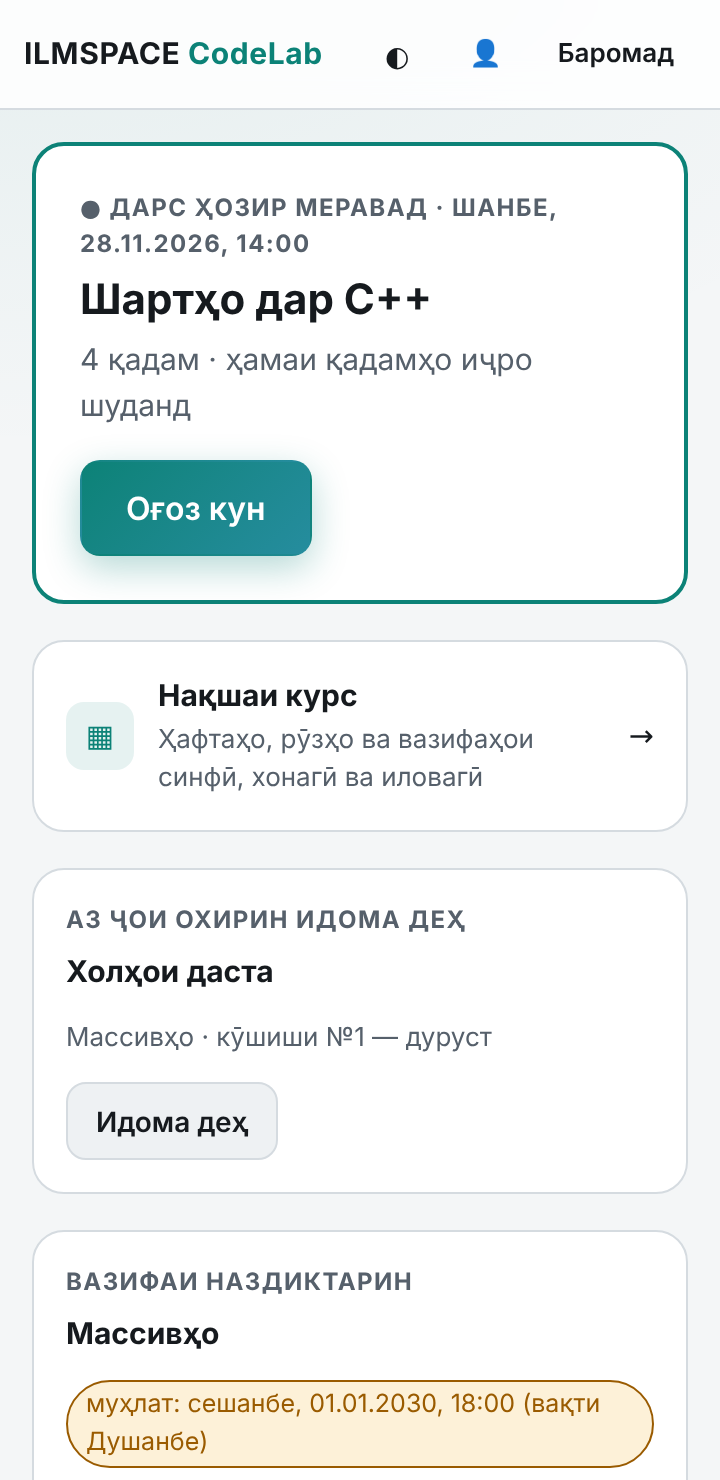 ILMSPACE CodeLab
Баромад
ДАРС ҲОЗИР МЕРАВАД · ШАНБЕ,
28.11.2026, 14:00
Шартҳо дар C++
4 қадам · ҳамаи қадамҳо иҷро
шуданд
Оғоз кун
Нақшаи курс
Ҳафтаҳо, рӯзҳо ва вазифаҳои
синфӣ, хонагӣ ва иловагӣ
→
АЗ ҶОИ ОХИРИН ИДОМА ДЕҲ
Холҳои даста
Массивҳо · кӯшиши №1 — дуруст
Идома деҳ
ВАЗИФАИ НАЗДИКТАРИН
Массивҳо
муҳлат: сешанбе, 01.01.2030, 18:00 (вақти
Душанбе)